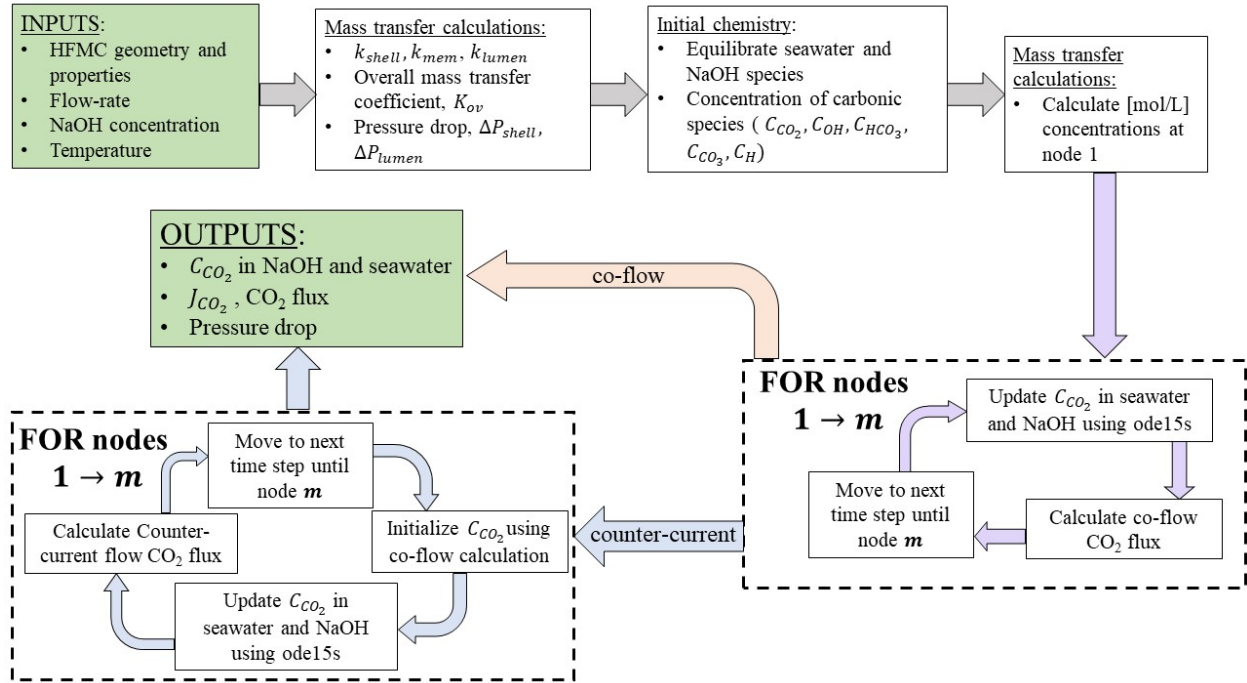 INPUTS:
• HFMC geometry and
properties
• Flow-rate
• NaOH concentration
• Temperature
Mass transfer calculations:
• k_shell, k_mem, k_lumen
• Overall mass transfer
coefficient, K_ov
• Pressure drop, ΔP_shell,
ΔP_lumen
Initial chemistry:
• Equilibrate seawater and
NaOH species
• Concentration of carbonic
species ( C_CO₂, C_OH, C_HCO₃,
C_CO₃, C_H)
Mass transfer
calculations:
• Calculate [mol/L]
concentrations at
node 1
OUTPUTS:
• C_CO₂ in NaOH and seawater
• J_CO₂ , CO₂ flux
• Pressure drop
co-flow
FOR nodes
1 → m
Update C_CO₂ in seawater
and NaOH using ode15s
Calculate co-flow
CO₂ flux
Move to next
time step until
node m
counter-current
FOR nodes
1 → m
Move to next
time step until
node m
Initialize C_CO₂ using
co-flow calculation
Update C_CO₂ in
seawater and NaOH
using ode15s
Calculate Counter-
current flow CO₂ flux